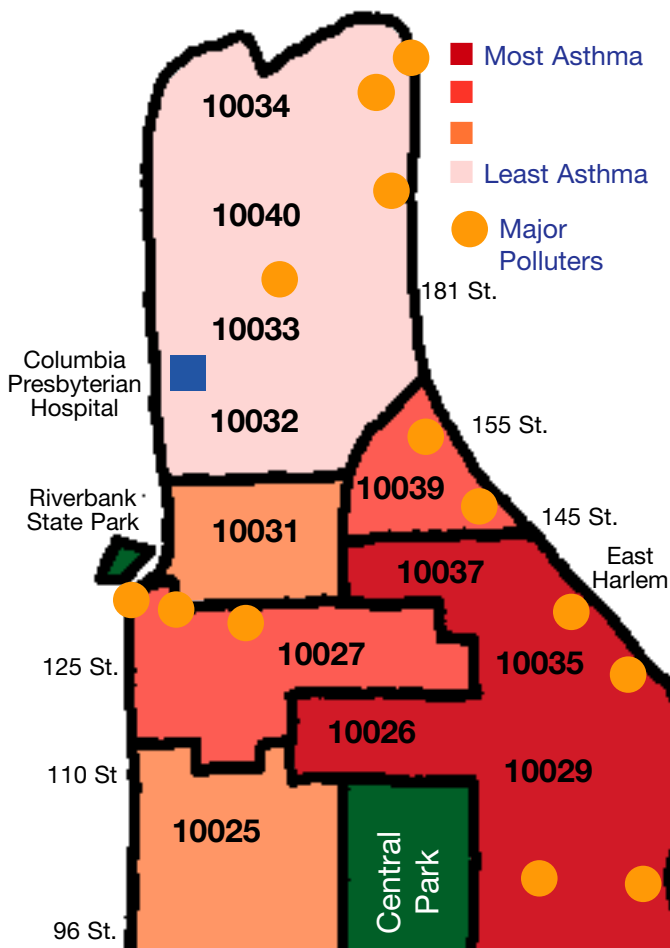 Most Asthma
10034
Least Asthma
10040
Major
Polluters
181 St.
10033
Columbia
Presbyterian
Hospital
10032
155 St.
10039
Riverbank
State Park
145 St.
10031
East
Harlem
10037
10027
10035
125 St.
10026
10029
110 St
10025
Central
Park
96 St.